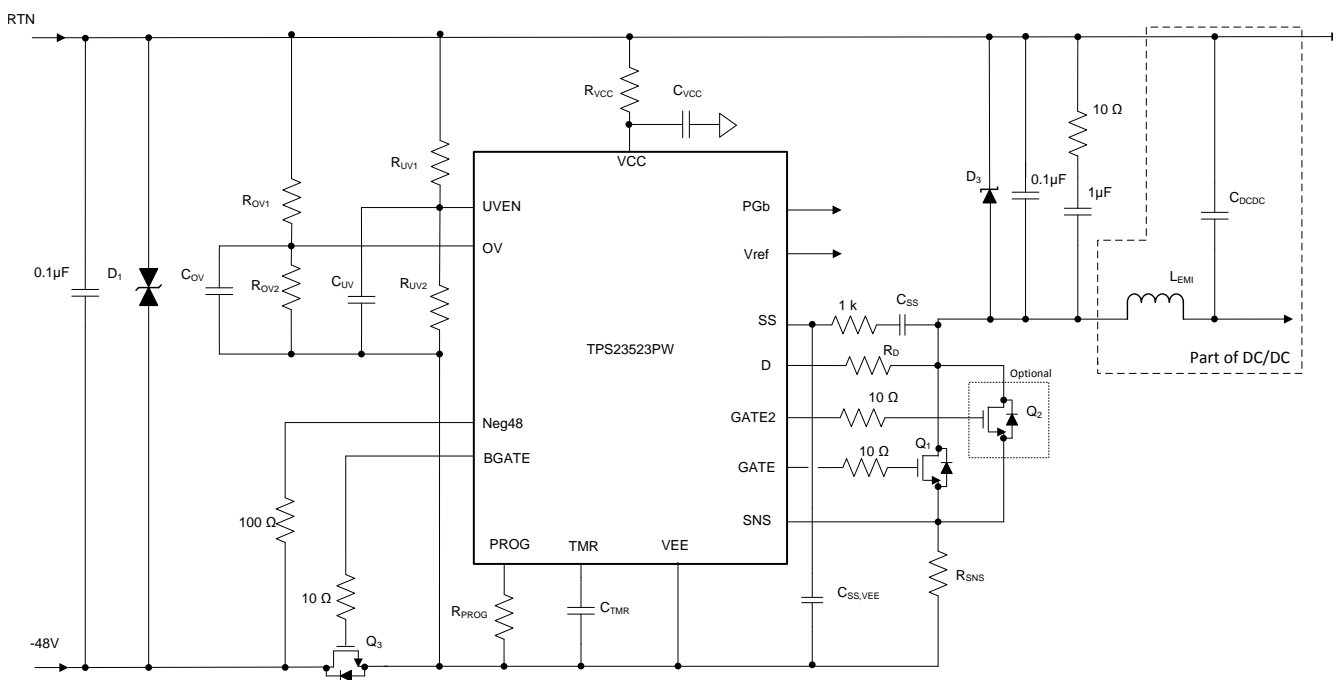 RTN
RVCC
CVCC
VCC
10 Ω
RUV1
UVEN
PGb
D3
0.1µF
1µF
CDCDC
ROV1
OV
Vref
0.1µF
D1
COV
ROV2
CUV
RUV2
LEMI
SS
1 k
CSS
TPS23523PW
D
RD
Part of DC/DC
Optional
Neg48
GATE2
10 Ω
Q2
BGATE
GATE
10 Ω
Q1
100 Ω
SNS
PROG
TMR
VEE
10 Ω
RPROG
CTMR
CSS,VEE
RSNS
-48V
Q3